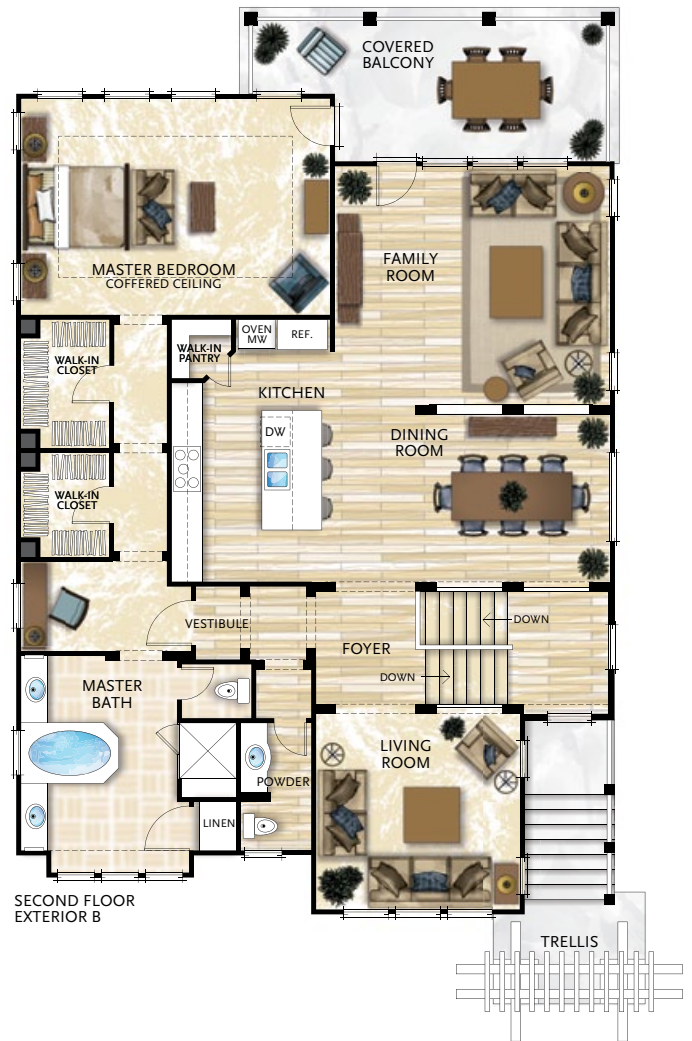 COVERED
BALCONY
FAMILY
ROOM
MASTER BEDROOM
COFFERED CEILING
OVEN
MW
REF.
WALK-IN
PANTRY
WALK-IN
CLOSET
KITCHEN
DW
DINING
ROOM
WALK-IN
CLOSET
VESTIBULE
DOWN
FOYER
DOWN
MASTER
BATH
LIVING
ROOM
POWDER
LINEN
SECOND FLOOR
EXTERIOR B
TRELLIS